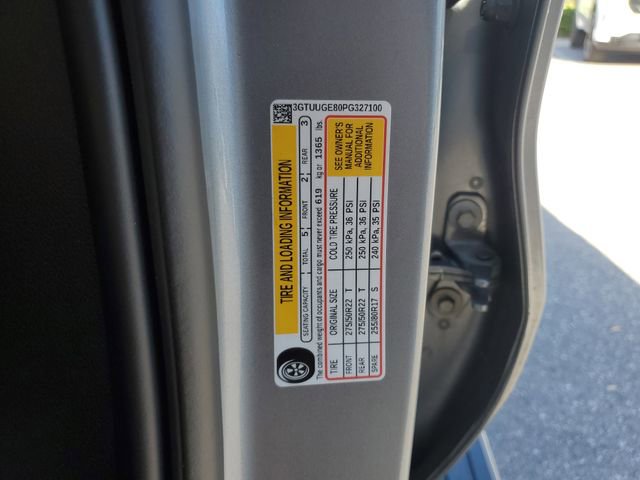 3GTUUGE80PG327100
TIRE AND LOADING INFORMATION
SEATING CAPACITY TOTAL 5 FRONT 2 REAR 3
The combined weight of occupants and cargo must never exceed 619 kg or 1365 lbs.
TIRE ORIGINAL SIZE COLD TIRE PRESSURE
FRONT 275/50R22 T 250 kPa, 36 PSI
REAR 275/50R22 T 250 kPa, 36 PSI
SPARE 255/80R17 S 240 kPa, 35 PSI
SEE OWNER'S
MANUAL FOR
ADDITIONAL
INFORMATION